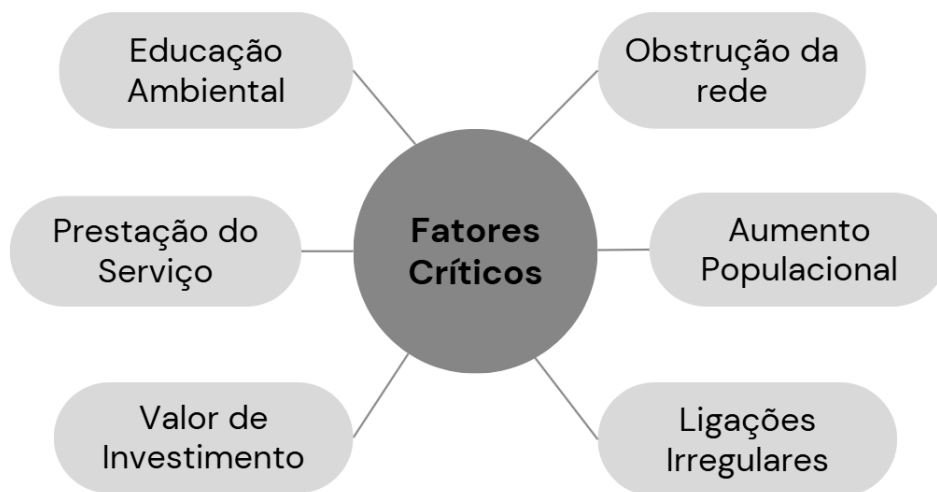 Educação
Ambiental
Obstrução da
rede
Prestação do
Serviço
Fatores
Críticos
Aumento
Populacional
Valor de
Investimento
Ligações
Irregulares